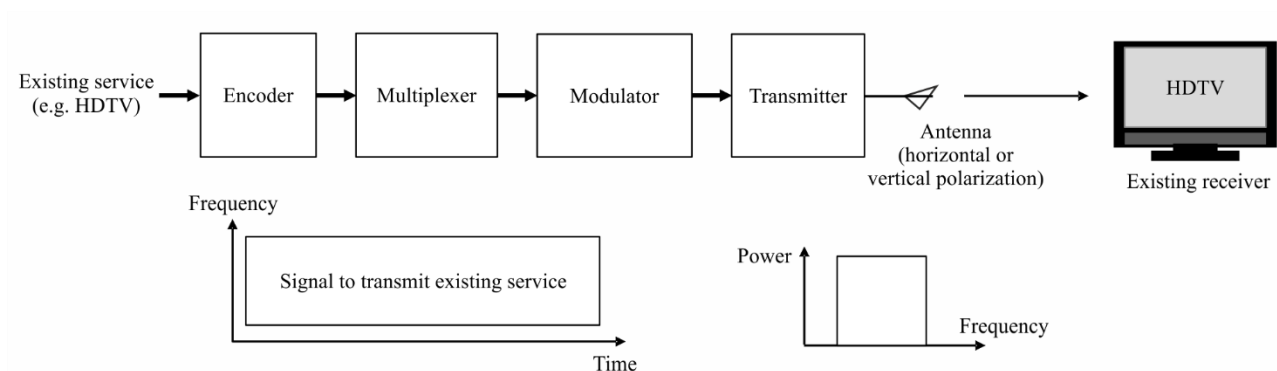 Existing service
(e.g. HDTV)
Encoder
Multiplexer
Modulator
Transmitter
Antenna
(horizontal or
vertical polarization)
HDTV
Existing receiver
Frequency
Signal to transmit existing service
Time
Power
Frequency